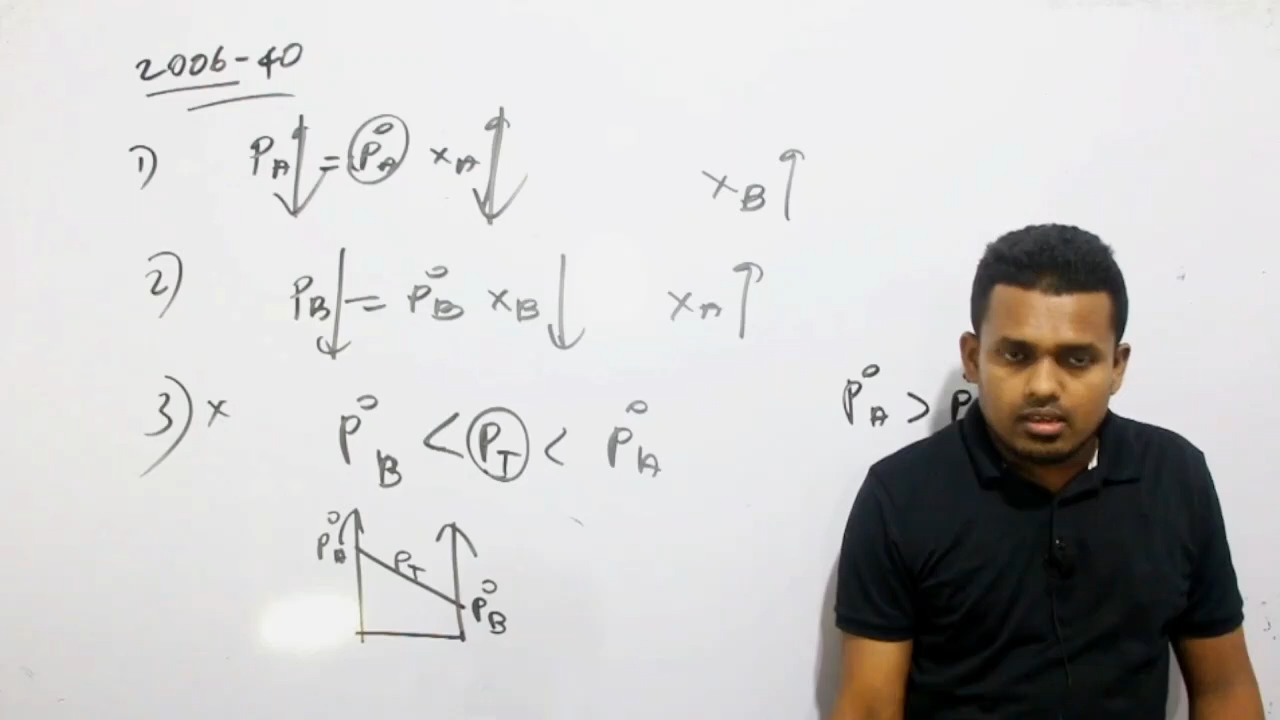 2006-40
1) P_A ↓ = P°_A x_A ↓ x_B ↑
2) P_B ↓ = P°_B x_B ↓ x_A ↑
3) x P°_B < P_T < P°_A
P°_A > P
P°_A P_T P°_B